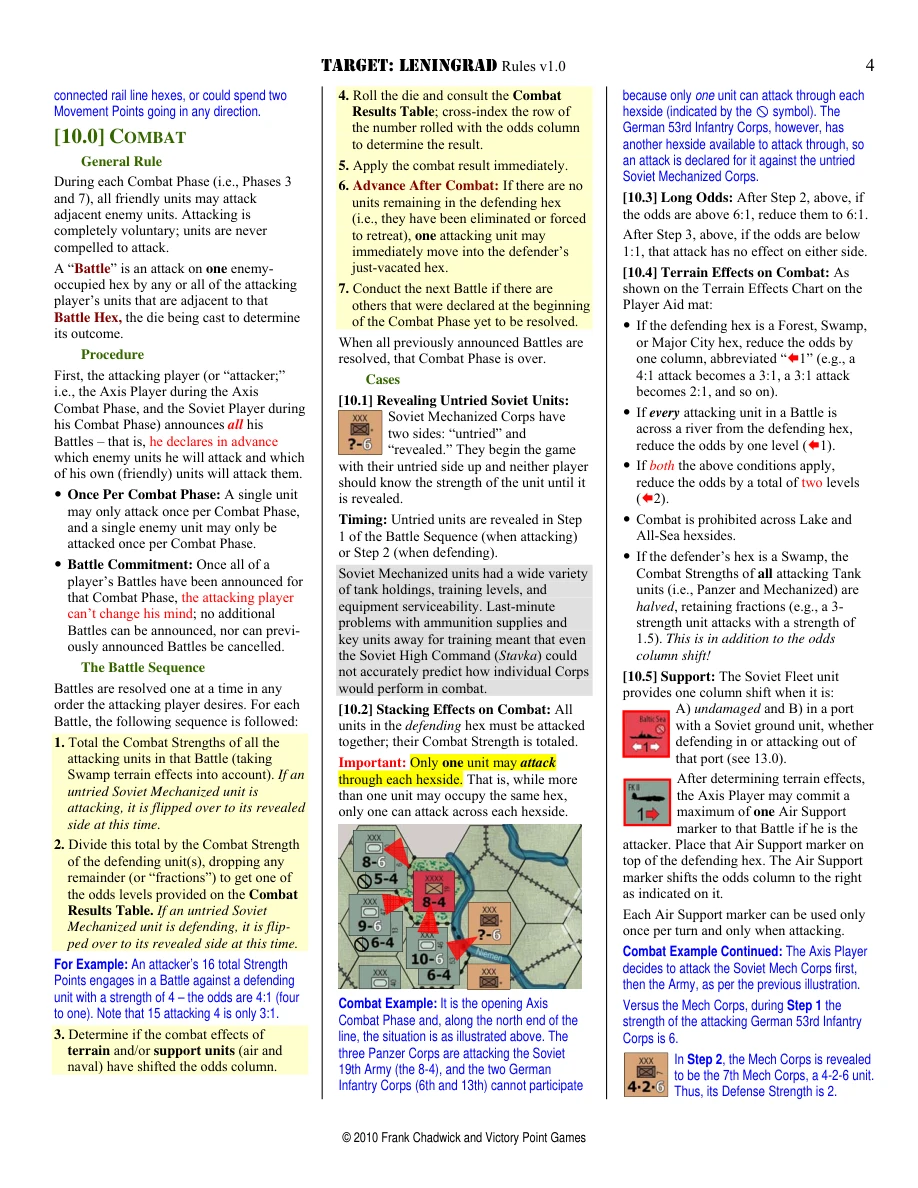 TARGET: LENINGRAD Rules v1.0
4
connected rail line hexes, or could spend two
Movement Points going in any direction.
[10.0] COMBAT
General Rule
During each Combat Phase (i.e., Phases 3
and 7), all friendly units may attack
adjacent enemy units. Attacking is
completely voluntary; units are never
compelled to attack.
A “Battle” is an attack on one enemy-
occupied hex by any or all of the attacking
player’s units that are adjacent to that
Battle Hex, the die being cast to determine
its outcome.
Procedure
First, the attacking player (or “attacker;”
i.e., the Axis Player during the Axis
Combat Phase, and the Soviet Player during
his Combat Phase) announces all his
Battles – that is, he declares in advance
which enemy units he will attack and which
of his own (friendly) units will attack them.
• Once Per Combat Phase: A single unit
may only attack once per Combat Phase,
and a single enemy unit may only be
attacked once per Combat Phase.
• Battle Commitment: Once all of a
player’s Battles have been announced for
that Combat Phase, the attacking player
can’t change his mind; no additional
Battles can be announced, nor can previ-
ously announced Battles be cancelled.
The Battle Sequence
Battles are resolved one at a time in any
order the attacking player desires. For each
Battle, the following sequence is followed:
1. Total the Combat Strengths of all the
attacking units in that Battle (taking
Swamp terrain effects into account). If an
untried Soviet Mechanized unit is
attacking, it is flipped over to its revealed
side at this time.
2. Divide this total by the Combat Strength
of the defending unit(s), dropping any
remainder (or “fractions”) to get one of
the odds levels provided on the Combat
Results Table. If an untried Soviet
Mechanized unit is defending, it is flip-
ped over to its revealed side at this time.
For Example: An attacker’s 16 total Strength
Points engages in a Battle against a defending
unit with a strength of 4 – the odds are 4:1 (four
to one). Note that 15 attacking 4 is only 3:1.
3. Determine if the combat effects of
terrain and/or support units (air and
naval) have shifted the odds column.
4. Roll the die and consult the Combat
Results Table; cross-index the row of
the number rolled with the odds column
to determine the result.
5. Apply the combat result immediately.
6. Advance After Combat: If there are no
units remaining in the defending hex
(i.e., they have been eliminated or forced
to retreat), one attacking unit may
immediately move into the defender’s
just-vacated hex.
7. Conduct the next Battle if there are
others that were declared at the beginning
of the Combat Phase yet to be resolved.
When all previously announced Battles are
resolved, that Combat Phase is over.
Cases
[10.1] Revealing Untried Soviet Units:
XXX
?-6
Soviet Mechanized Corps have
two sides: “untried” and
“revealed.” They begin the game
with their untried side up and neither player
should know the strength of the unit until it
is revealed.
Timing: Untried units are revealed in Step
1 of the Battle Sequence (when attacking)
or Step 2 (when defending).
Soviet Mechanized units had a wide variety
of tank holdings, training levels, and
equipment serviceability. Last-minute
problems with ammunition supplies and
key units away for training meant that even
the Soviet High Command (Stavka) could
not accurately predict how individual Corps
would perform in combat.
[10.2] Stacking Effects on Combat: All
units in the defending hex must be attacked
together; their Combat Strength is totaled.
Important: Only one unit may attack
through each hexside. That is, while more
than one unit may occupy the same hex,
only one can attack across each hexside.
XXX
8-6
5-4
XXXX
8-4
XXX
9-6
6-4
XXX
?-6
XXX
10-6
6-4
Niemen
XXX
XXX
XXX
Combat Example: It is the opening Axis
Combat Phase and, along the north end of the
line, the situation is as illustrated above. The
three Panzer Corps are attacking the Soviet
19th Army (the 8-4), and the two German
Infantry Corps (6th and 13th) cannot participate
because only one unit can attack through each
hexside (indicated by the 🛇 symbol). The
German 53rd Infantry Corps, however, has
another hexside available to attack through, so
an attack is declared for it against the untried
Soviet Mechanized Corps.
[10.3] Long Odds: After Step 2, above, if
the odds are above 6:1, reduce them to 6:1.
After Step 3, above, if the odds are below
1:1, that attack has no effect on either side.
[10.4] Terrain Effects on Combat: As
shown on the Terrain Effects Chart on the
Player Aid mat:
• If the defending hex is a Forest, Swamp,
or Major City hex, reduce the odds by
one column, abbreviated “🡄1” (e.g., a
4:1 attack becomes a 3:1, a 3:1 attack
becomes 2:1, and so on).
• If every attacking unit in a Battle is
across a river from the defending hex,
reduce the odds by one level (🡄1).
• If both the above conditions apply,
reduce the odds by a total of two levels
(🡄2).
• Combat is prohibited across Lake and
All-Sea hexsides.
• If the defender’s hex is a Swamp, the
Combat Strengths of all attacking Tank
units (i.e., Panzer and Mechanized) are
halved, retaining fractions (e.g., a 3-
strength unit attacks with a strength of
1.5). This is in addition to the odds
column shift!
[10.5] Support: The Soviet Fleet unit
provides one column shift when it is:
Baltic Sea
1
A) undamaged and B) in a port
with a Soviet ground unit, whether
defending in or attacking out of
that port (see 13.0).
FK II
1
After determining terrain effects,
the Axis Player may commit a
maximum of one Air Support
marker to that Battle if he is the
attacker. Place that Air Support marker on
top of the defending hex. The Air Support
marker shifts the odds column to the right
as indicated on it.
Each Air Support marker can be used only
once per turn and only when attacking.
Combat Example Continued: The Axis Player
decides to attack the Soviet Mech Corps first,
then the Army, as per the previous illustration.
Versus the Mech Corps, during Step 1 the
strength of the attacking German 53rd Infantry
Corps is 6.
XXX
4-2-6
In Step 2, the Mech Corps is revealed
to be the 7th Mech Corps, a 4-2-6 unit.
Thus, its Defense Strength is 2.
© 2010 Frank Chadwick and Victory Point Games